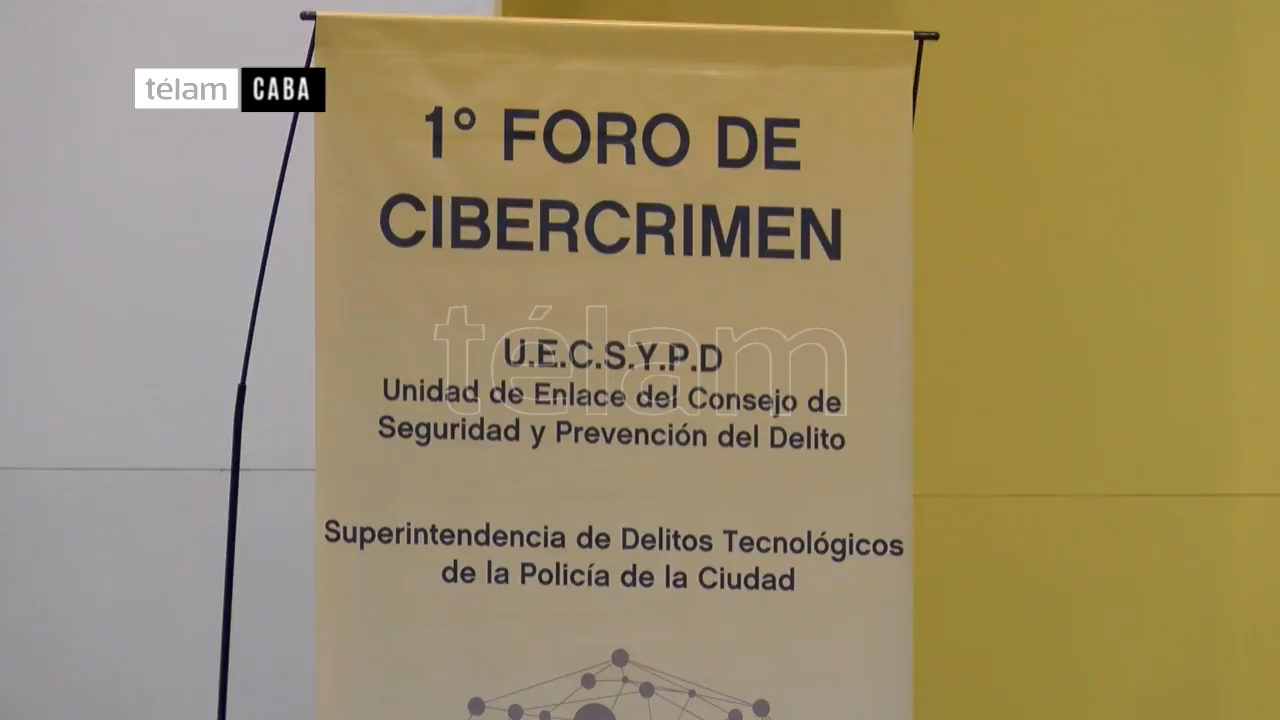 télam CABA
1° FORO DE
CIBERCRIMEN
télam
U.E.C.S.Y.P.D
Unidad de Enlace del Consejo de
Seguridad y Prevención del Delito
Superintendencia de Delitos Tecnológicos
de la Policía de la Ciudad